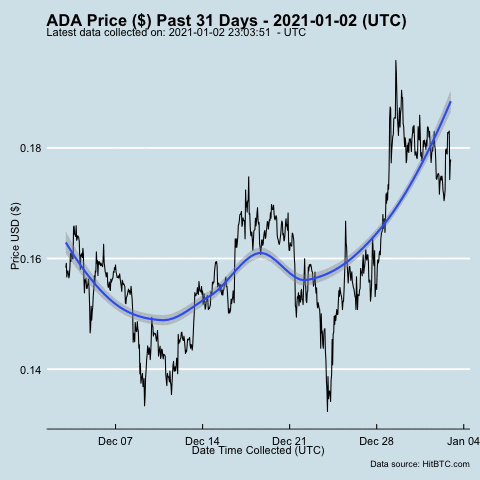 ADA Price ($) Past 31 Days - 2021-01-02 (UTC)
Latest data collected on: 2021-01-02 23:03:51 - UTC
0.18
0.16
0.14
Price USD ($)
Dec 07 Dec 14 Dec 21 Dec 28 Jan 04
Date Time Collected (UTC)
Data source: HitBTC.com